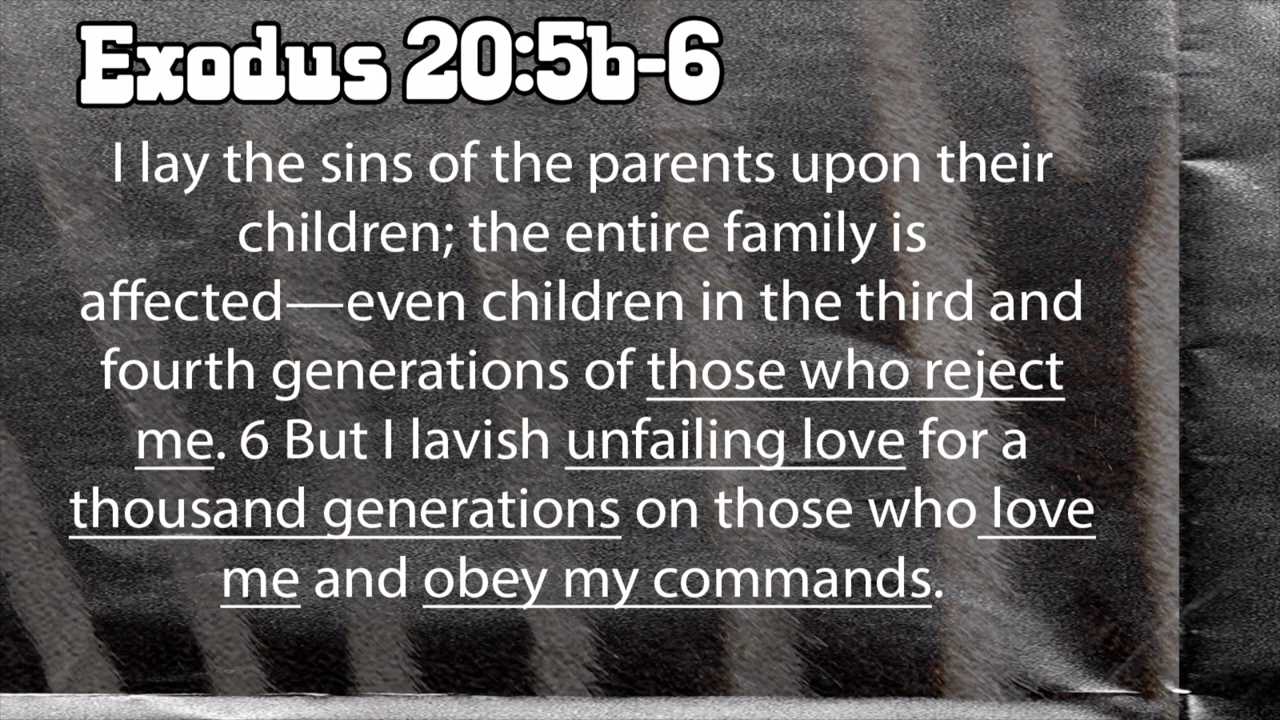 Exodus 20:5b-6
I lay the sins of the parents upon their
children; the entire family is
affected—even children in the third and
fourth generations of those who reject
me. 6 But I lavish unfailing love for a
thousand generations on those who love
me and obey my commands.